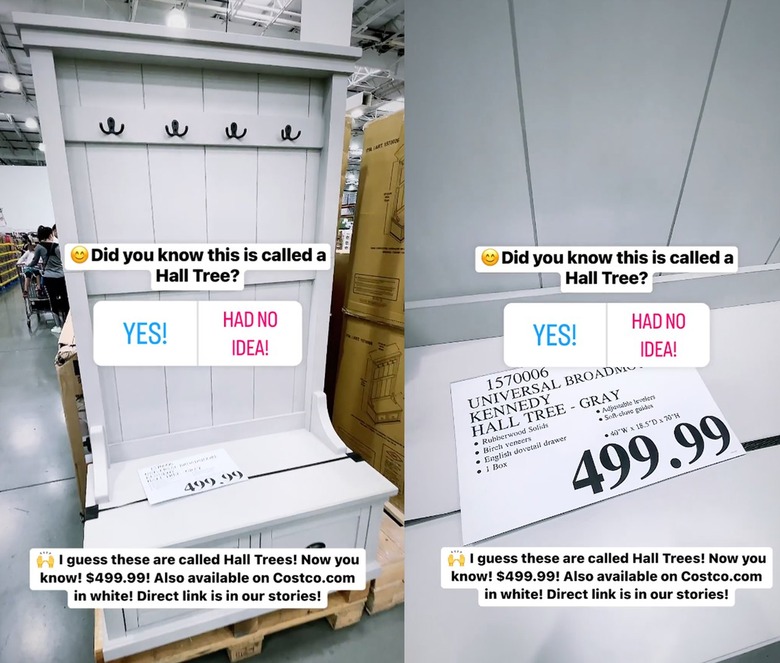 😊Did you know this is called a
Hall Tree?
YES!
HAD NO
IDEA!
499.99
🙌 I guess these are called Hall Trees! Now you
know! $499.99! Also available on Costco.com
in white! Direct link is in our stories!
😊Did you know this is called a
Hall Tree?
YES!
HAD NO
IDEA!
1570006
UNIVERSAL
KENNEDY
HALL TREE - GRAY
• Rubberwood Solids
• Birch veneers
• English dovetail drawer
• 1 Box
• Adjustable levelers
• Soft-close guides
• 40"W x 18.5"D x 70"H
499.99
🙌 I guess these are called Hall Trees! Now you
know! $499.99! Also available on Costco.com
in white! Direct link is in our stories!